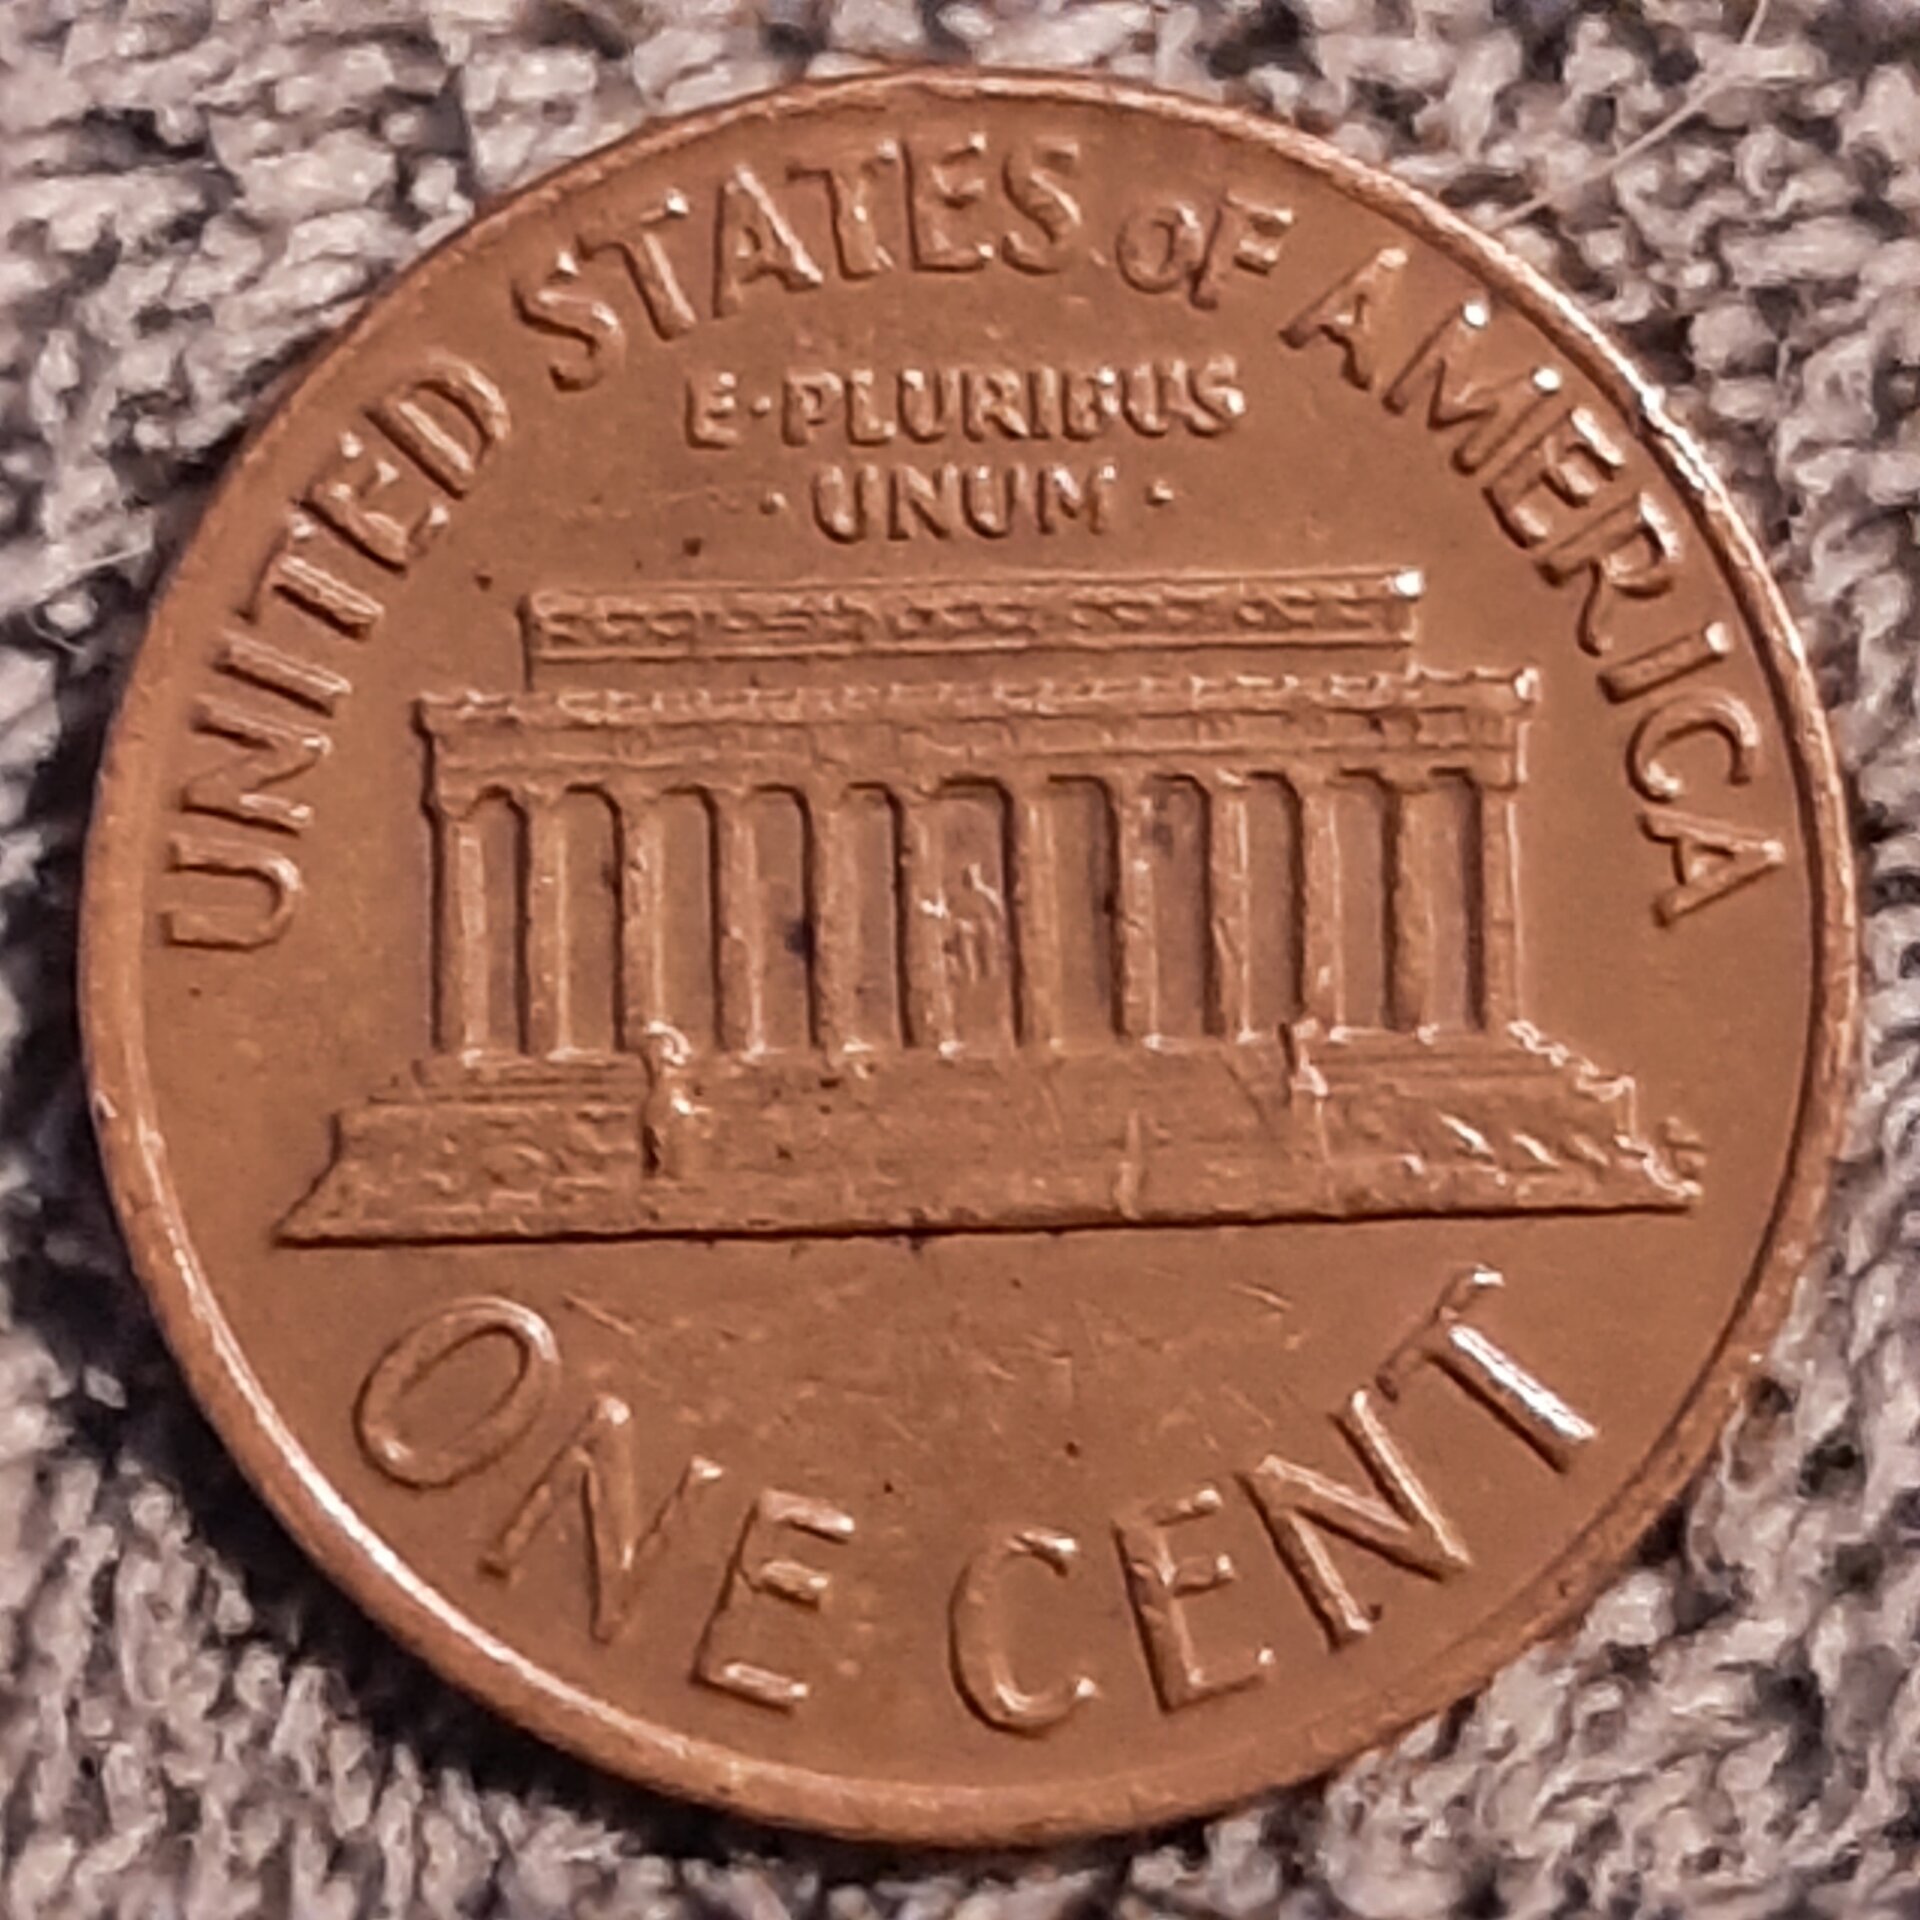 UNITED STATES OF AMERICA
E·PLURIBUS
·UNUM·
ONE CENT